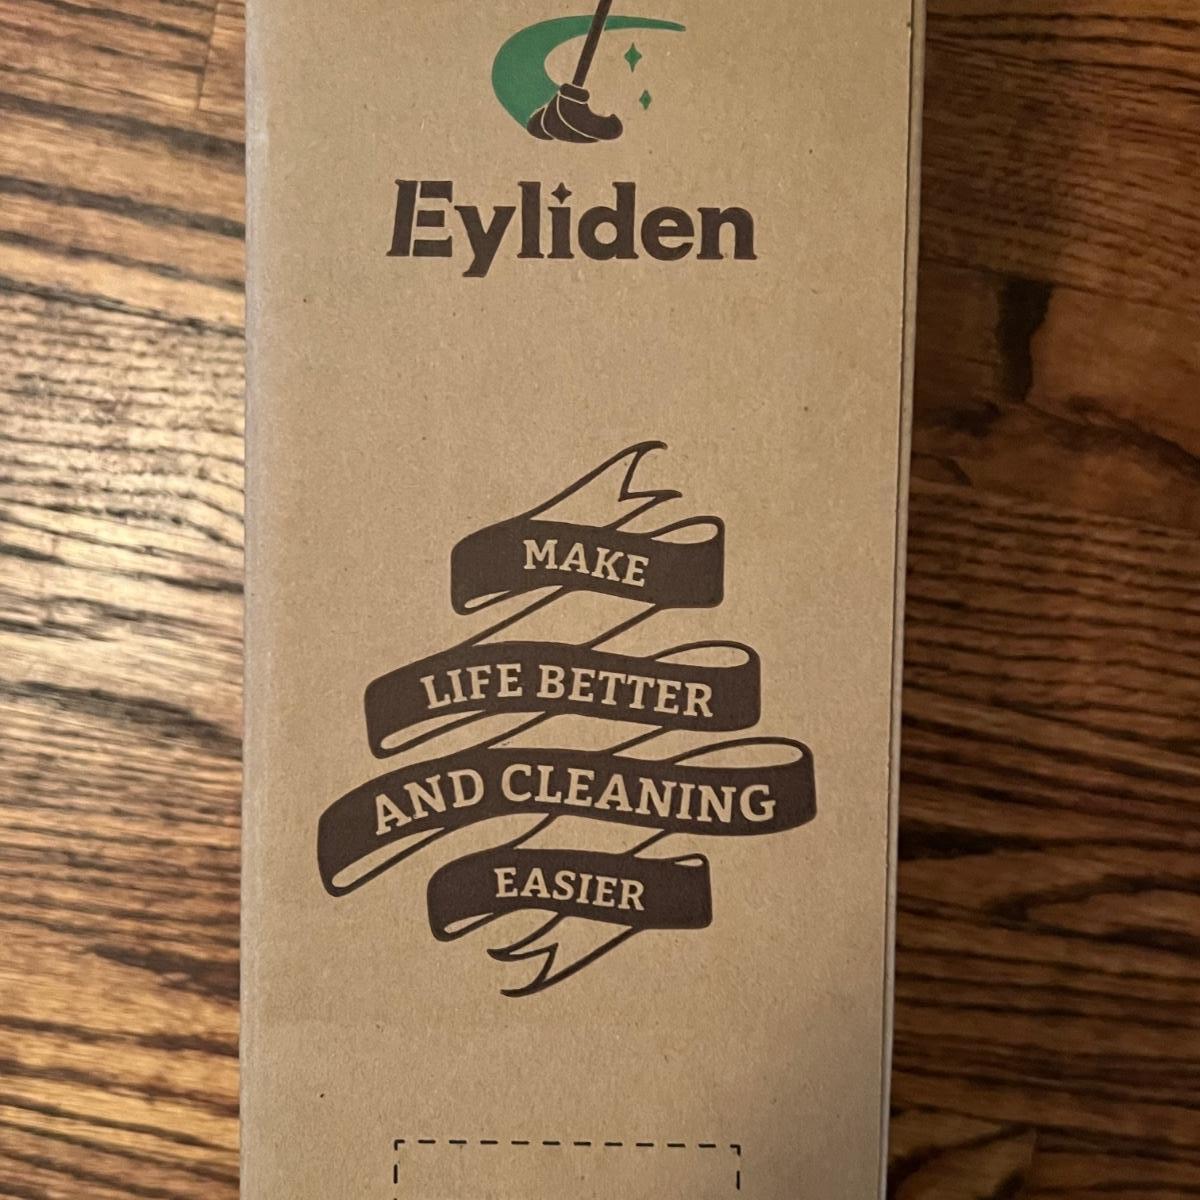 Eyliden
MAKE
LIFE BETTER
AND CLEANING
EASIER